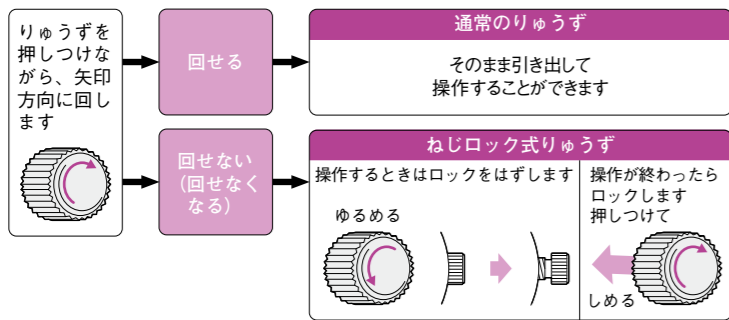 りゅうずを
押しつけな
がら、矢印
方向に回し
ます
回せる
通常のりゅうず
そのまま引き出して
操作することができます
回せない
（回せなく
なる）
ねじロック式りゅうず
操作するときはロックをはずします
ゆるめる
操作が終わったら
ロックします
押しつけて
しめる